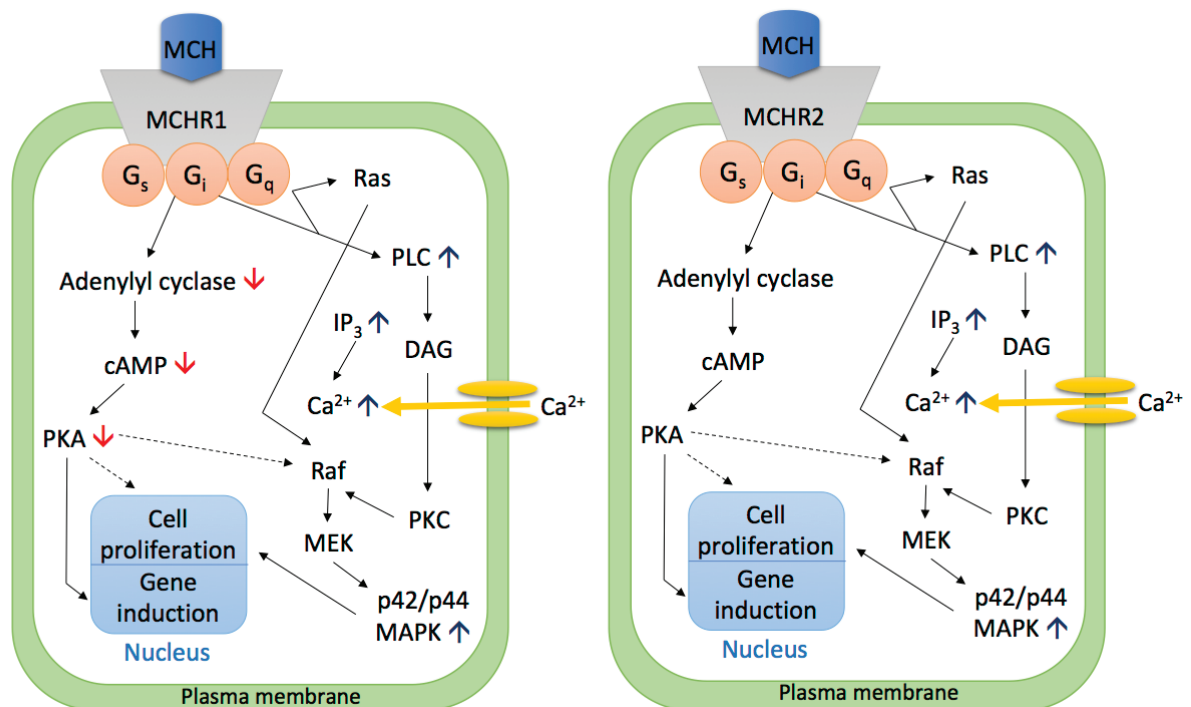 MCH
MCHR1
Gs Gi Gq
Ras
PLC ↑
Adenylyl cyclase ↓
IP3 ↑
DAG
cAMP ↓
Ca2+ ↑
Ca2+
PKA ↓
Raf
Cell
proliferation
PKC
MEK
Gene
induction
p42/p44
MAPK ↑
Nucleus
Plasma membrane
MCH
MCHR2
Gs Gi Gq
Ras
PLC ↑
Adenylyl cyclase
IP3 ↑
DAG
cAMP
Ca2+ ↑
Ca2+
PKA
Raf
Cell
proliferation
PKC
MEK
Gene
induction
p42/p44
MAPK ↑
Nucleus
Plasma membrane